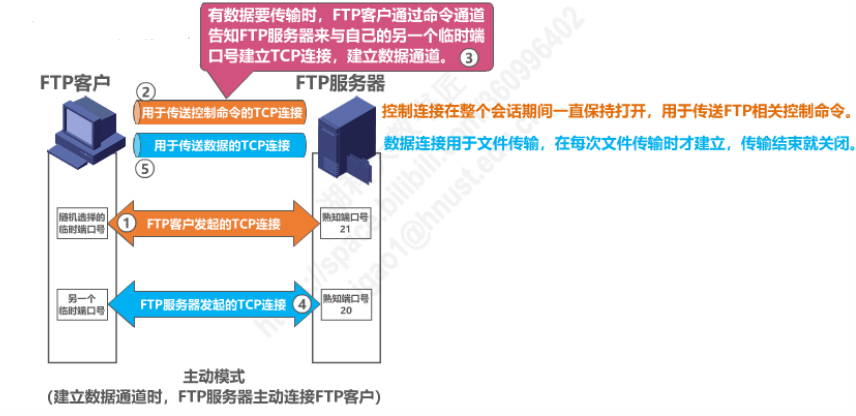 有数据要传输时，FTP客户通过命令通道
告知FTP服务器来与自己的另一个临时端
口号建立TCP连接，建立数据通道。 ③
FTP客户
FTP服务器
②
用于传送控制命令的TCP连接
控制连接在整个会话期间一直保持打开，用于传送FTP相关控制命令。
用于传送数据的TCP连接
数据连接用于文件传输，在每次文件传输时才建立，传输结束就关闭。
⑤
随机选择的
临时端口号
① FTP客户发起的TCP连接
熟知端口号
21
另一个
临时端口号
FTP服务器发起的TCP连接 ④
熟知端口号
20
主动模式
(建立数据通道时，FTP服务器主动连接FTP客户)